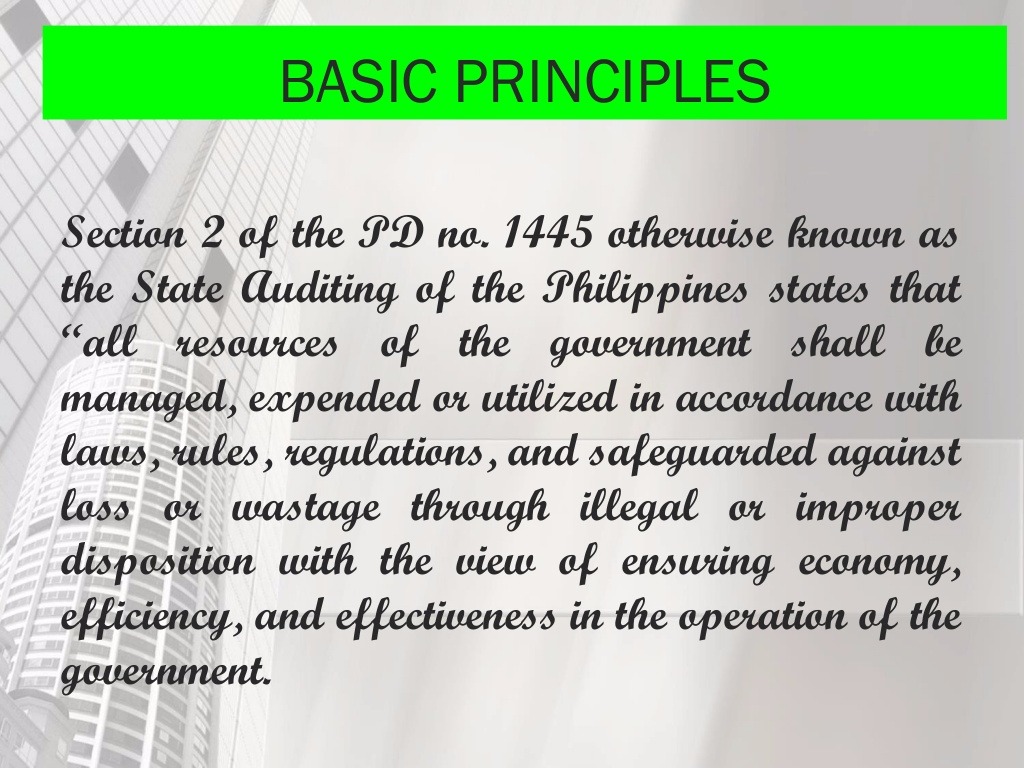 BASIC PRINCIPLES
Section 2 of the PD no. 1445 otherwise known as
the State Auditing of the Philippines states that
“all resources of the government shall be
managed, expended or utilized in accordance with
laws, rules, regulations, and safeguarded against
loss or wastage through illegal or improper
disposition with the view of ensuring economy,
efficiency, and effectiveness in the operation of the
government.